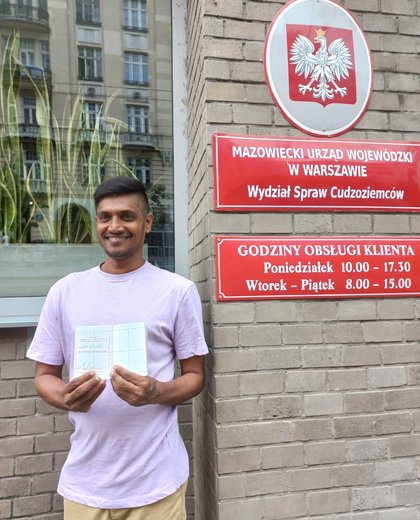 MAZOWIECKI URZĄD WOJEWÓDZKI
W WARSZAWIE
Wydział Spraw Cudzoziemców
GODZINY OBSŁUGI KLIENTA
Poniedziałek 10.00 – 17.30
Wtorek – Piątek 8.00 – 15.00